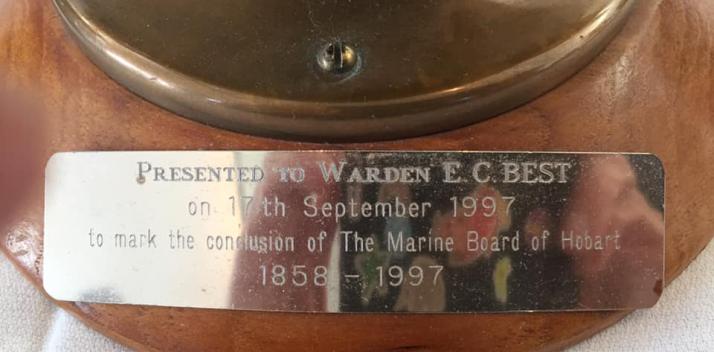 PRESENTED TO WARDEN E.C.BEST
on 17th September 1997
to mark the conclusion of The Marine Board of Hobart
1858 - 1997